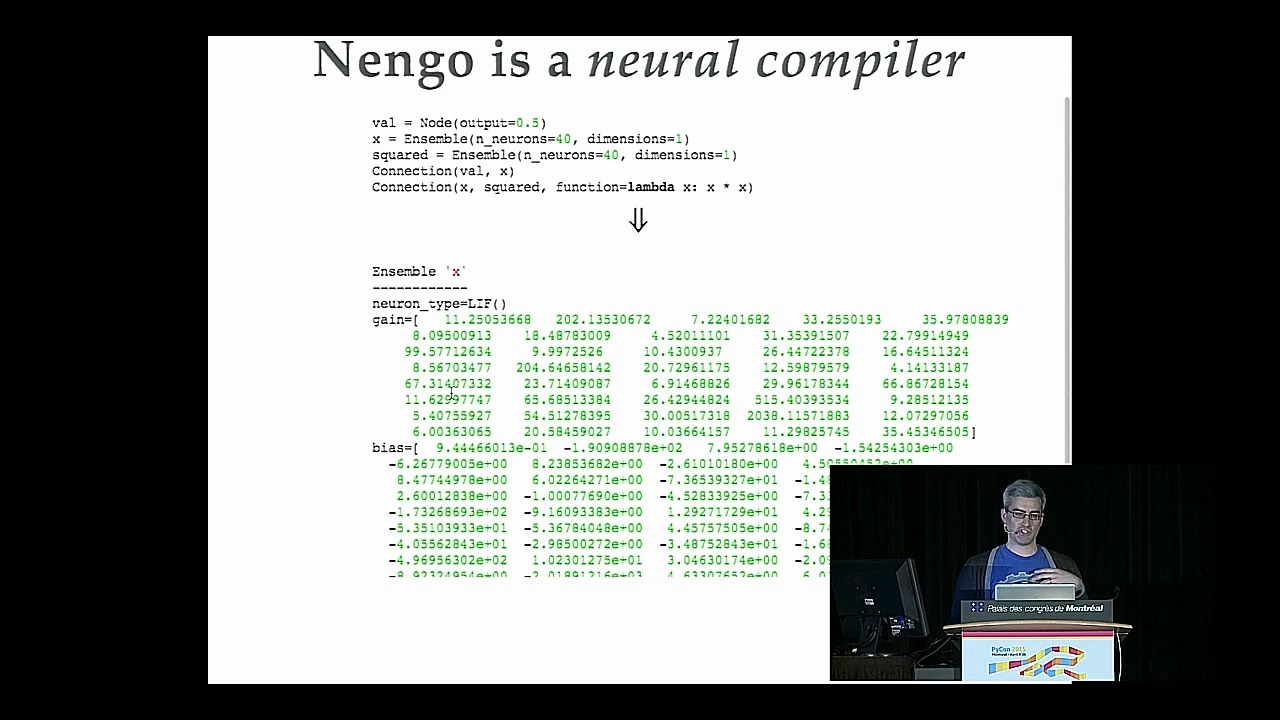 Nengo is a neural compiler
val = Node(output=0.5)
x = Ensemble(n_neurons=40, dimensions=1)
squared = Ensemble(n_neurons=40, dimensions=1)
Connection(val, x)
Connection(x, squared, function=lambda x: x * x)
⇓
Ensemble 'x'
------------
neuron_type=LIF()
gain=[ 11.25053668 202.13530672 7.22401682 33.2550193 35.97808839
8.09500913 18.48783009 4.52011101 31.35391507 22.79914949
99.57712634 9.9972526 10.4300937 26.44722378 16.64511324
8.56703477 204.64658142 20.72961175 12.59879579 4.14133187
67.31407332 23.71409087 6.91468826 29.96178344 66.86728154
11.62997747 65.68513384 26.42944824 515.40393534 9.28512135
5.40755927 54.51278395 30.00517318 2038.11571883 12.07297056
6.00363065 20.58459027 10.03664157 11.29825745 35.45346505]
bias=[ 9.44466013e-01 -1.90908878e+02 7.95278618e+00 -1.54254303e+00
-6.26779005e+00 8.23853682e+00 -2.61010180e+00
8.47744978e+00 6.02264271e+00 -7.36539327e+01
2.60012838e+00 -1.00077690e+00 -4.52833925e+00
-1.73268693e+02 -9.16093383e+00 1.29271729e+01
-5.35103933e+01 -5.36784048e+00 4.45757505e+00
-4.05562843e+01 -2.98500272e+00 -3.48752843e+01
-4.96956302e+02 1.02301275e+01 3.04630174e+00
Palais des congrès de Montréal
PyCon 2015